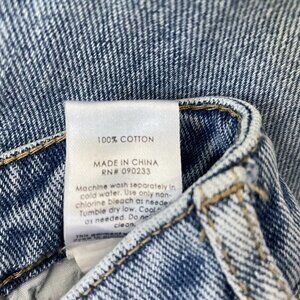 100% COTTON
MADE IN CHINA
RN# 090233
Machine wash separately in
cold water. Use only non-
chlorine bleach as needed
Tumble dry low. Cool
do not
clean.